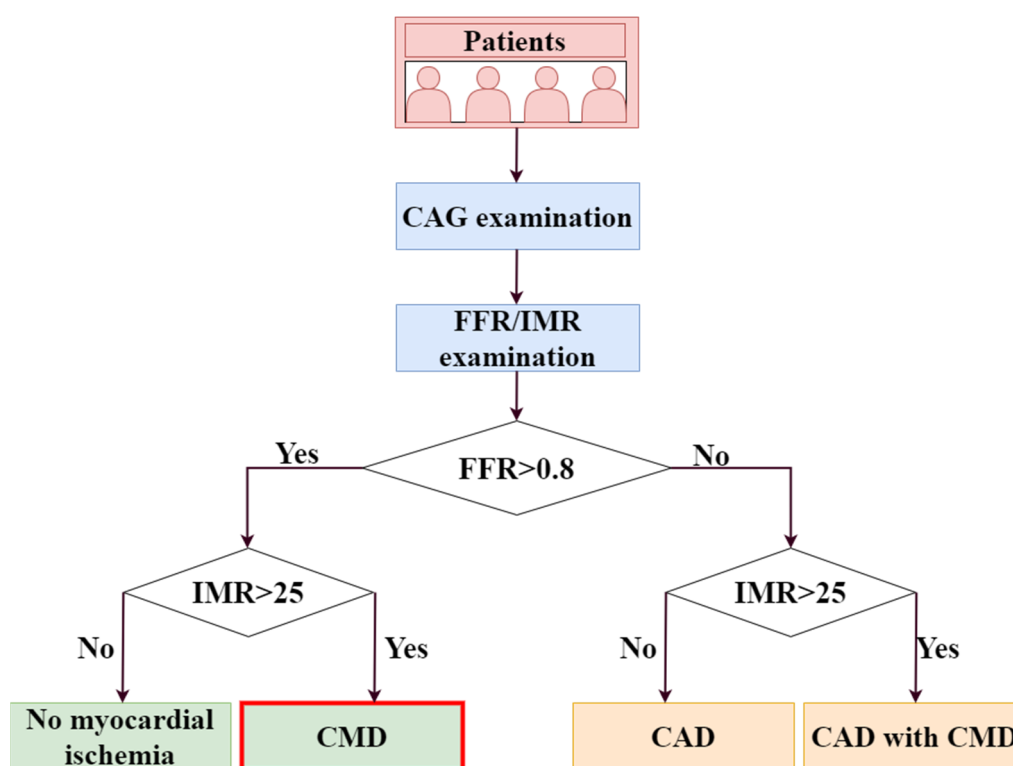 Patients
CAG examination
FFR/IMR
examination
Yes
FFR>0.8
No
IMR>25
IMR>25
No
Yes
No
Yes
No myocardial
ischemia
CMD
CAD
CAD with CMD